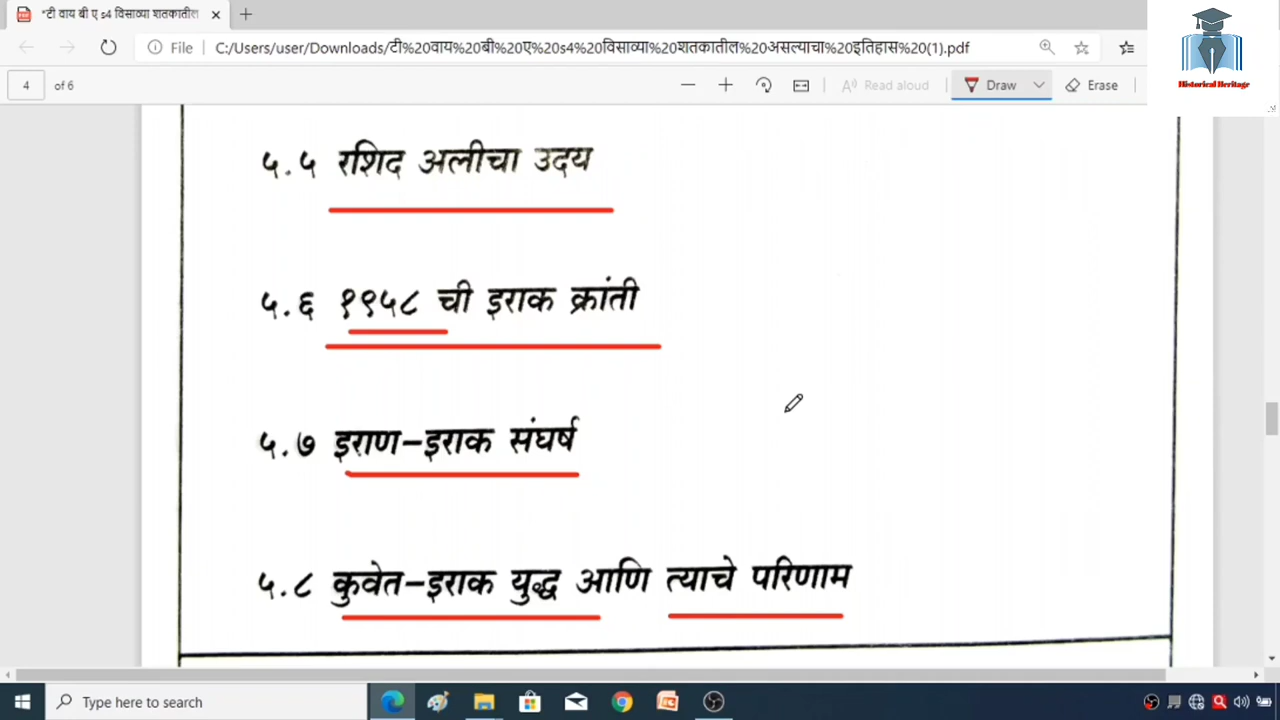 *टी वाय बी ए s4 विसाव्या शतकातील
File C:/Users/user/Downloads/टी%20वाय%20बी%20ए%20s4%20विसाव्या%20शतकातील%20असल्याचा%20इतिहास%20(1).pdf
4 of 6 Read aloud Draw Erase
Historical Heritage
५.५ रशिद अलीचा उदय
५.६ १९५८ ची इराक क्रांती
५.७ इराण-इराक संघर्ष
५.८ कुवेत-इराक युद्ध आणि त्याचे परिणाम
Type here to search